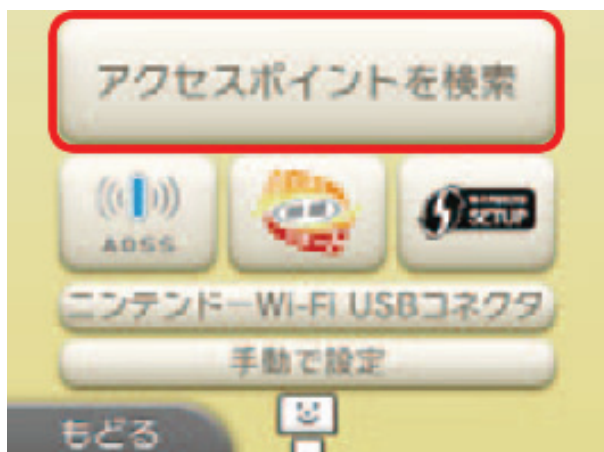 アクセスポイントを検索
AOSS
SETUP
ニンテンドーWi-Fi USBコネクタ
手動で設定
もどる